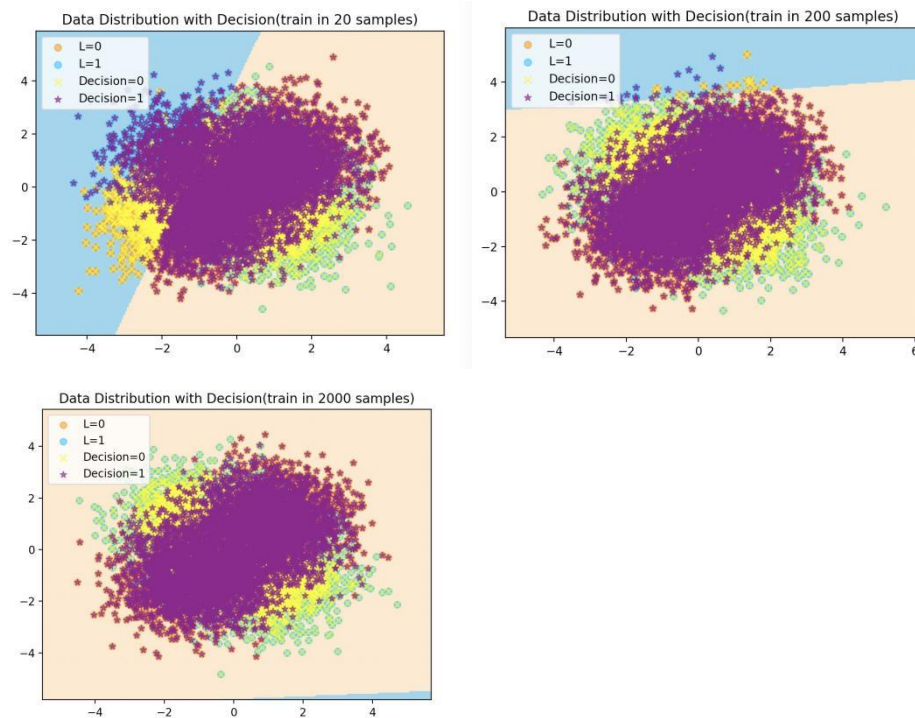 Data Distribution with Decision(train in 20 samples)
L=0
L=1
Decision=0
Decision=1
4
2
0
−2
−4
−4
−2
0
2
4
Data Distribution with Decision(train in 200 samples)
L=0
L=1
Decision=0
Decision=1
4
2
0
−2
−4
−4
−2
0
2
4
6
Data Distribution with Decision(train in 2000 samples)
L=0
L=1
Decision=0
Decision=1
4
2
0
−2
−4
−4
−2
0
2
4